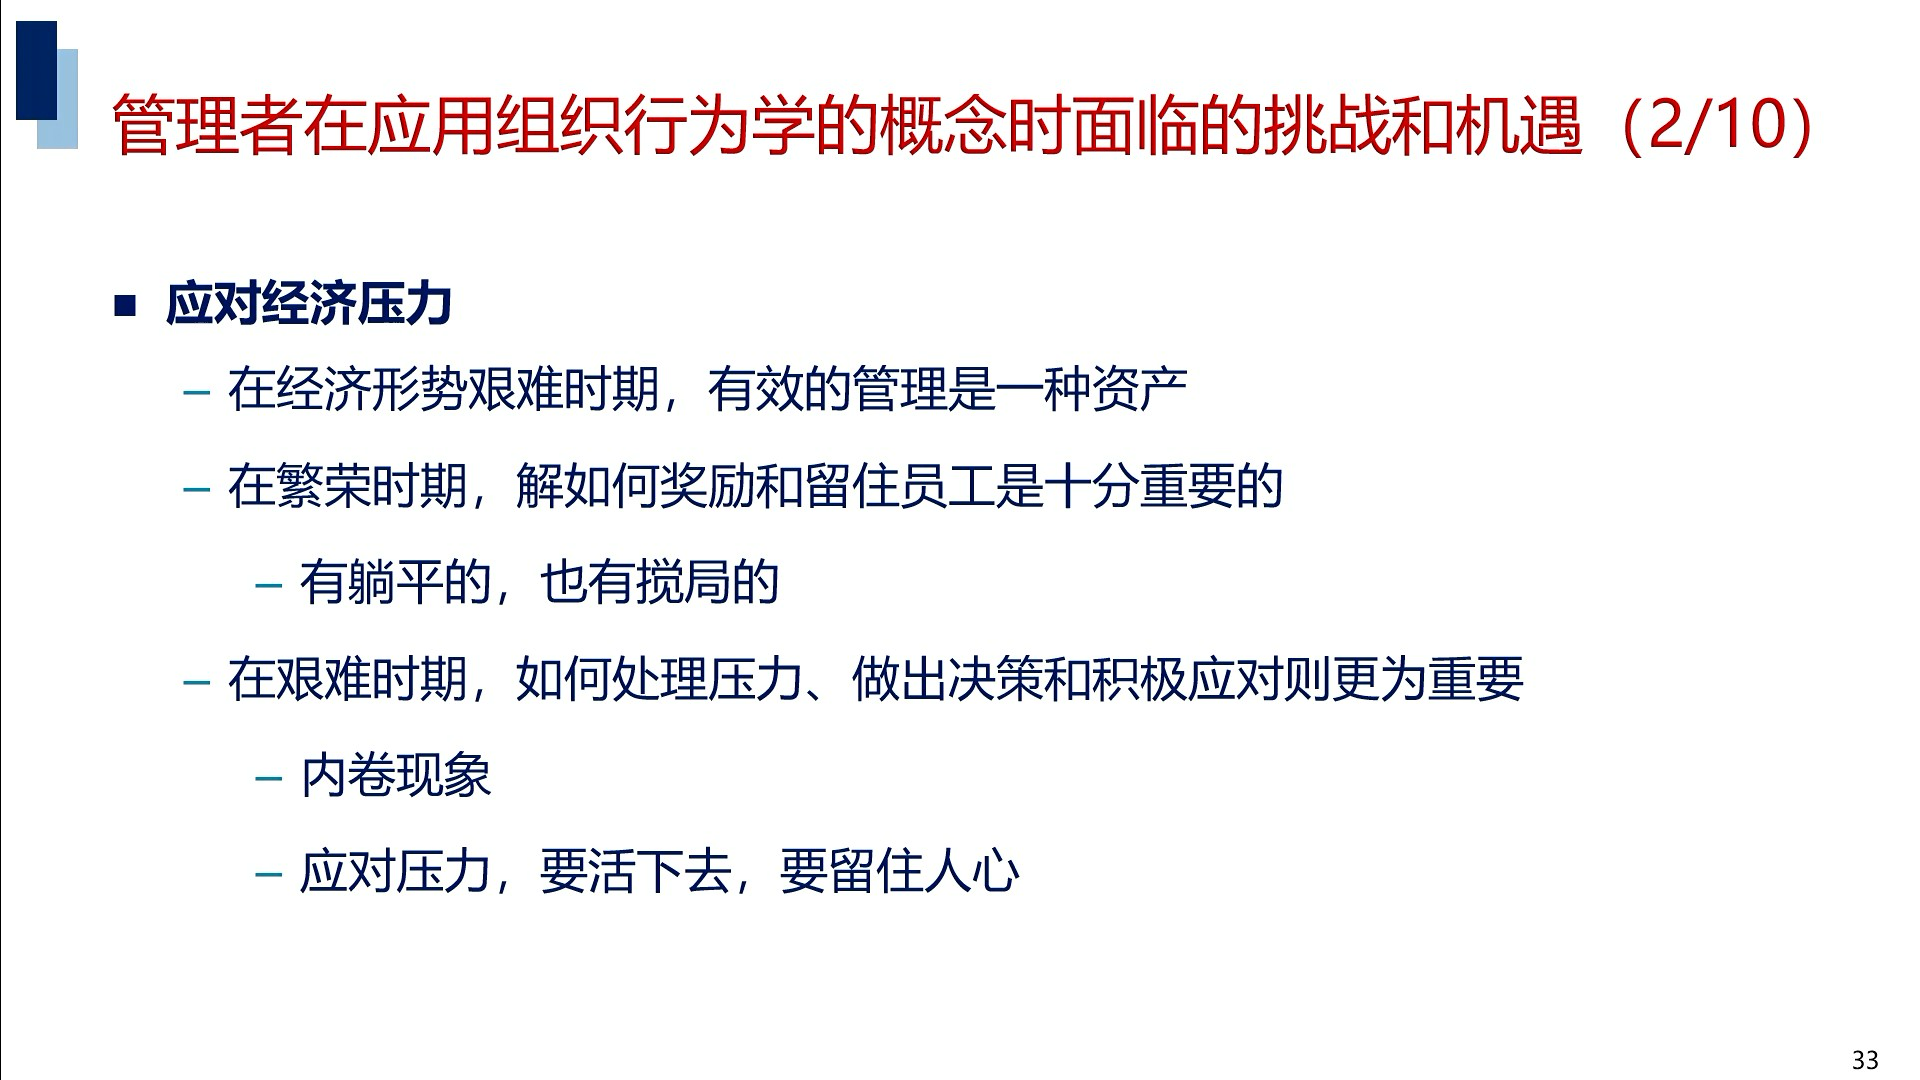 管理者在应用组织行为学的概念时面临的挑战和机遇（2/10）
■ 应对经济压力
– 在经济形势艰难时期，有效的管理是一种资产
– 在繁荣时期，解如何奖励和留住员工是十分重要的
– 有躺平的，也有搅局的
– 在艰难时期，如何处理压力、做出决策和积极应对则更为重要
– 内卷现象
– 应对压力，要活下去，要留住人心
33